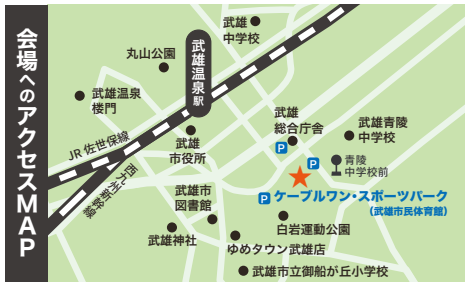 会場へのアクセスMAP
武雄
中学校
丸山公園
武雄温泉駅
武雄温泉
楼門
武雄
総合庁舎
武雄青陵
中学校
JR佐世保線
武雄
市役所
P
P
青陵
中学校前
西九州新幹線
P ケーブルワン・スポーツパーク
(武雄市民体育館)
武雄市
図書館
白岩運動公園
武雄神社
ゆめタウン武雄店
武雄市立御船が丘小学校